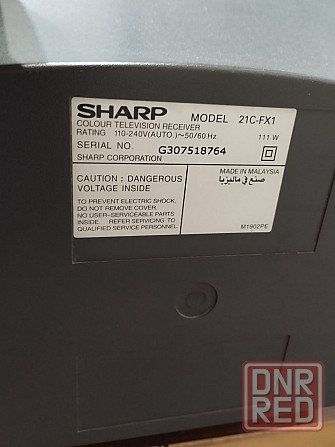 SHARP MODEL 21C-FX1
COLOUR TELEVISION RECEIVER
RATING 110-240V(AUTO.)~50/60 Hz 111 W
SERIAL NO. G307518764
SHARP CORPORATION
CAUTION : DANGEROUS
VOLTAGE INSIDE
TO PREVENT ELECTRIC SHOCK,
DO NOT REMOVE COVER.
NO USER-SERVICEABLE PARTS
INSIDE. REFER SERVICING TO
QUALIFIED SERVICE PERSONNEL.
MADE IN MALAYSIA
صنع في ماليزيا
M1902PE
DNR
RED